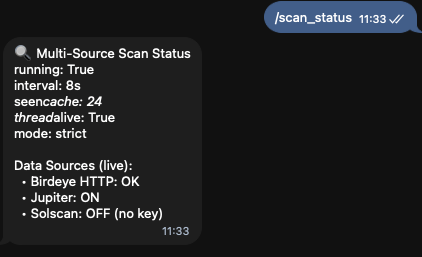 /scan_status 11:33
🔍 Multi-Source Scan Status
running: True
interval: 8s
seencache: 24
threadalive: True
mode: strict
Data Sources (live):
• Birdeye HTTP: OK
• Jupiter: ON
• Solscan: OFF (no key)
11:33